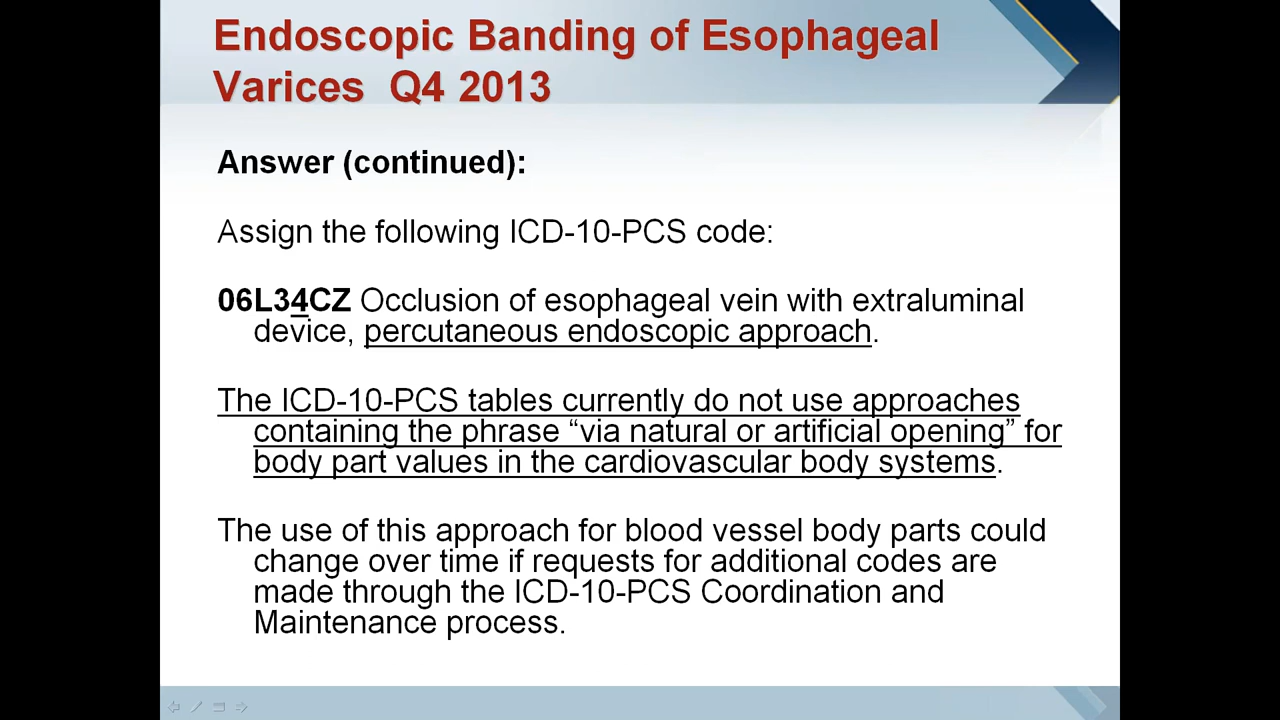 Endoscopic Banding of Esophageal
Varices Q4 2013
Answer (continued):
Assign the following ICD-10-PCS code:
06L34CZ Occlusion of esophageal vein with extraluminal
device, percutaneous endoscopic approach.
The ICD-10-PCS tables currently do not use approaches
containing the phrase “via natural or artificial opening” for
body part values in the cardiovascular body systems.
The use of this approach for blood vessel body parts could
change over time if requests for additional codes are
made through the ICD-10-PCS Coordination and
Maintenance process.